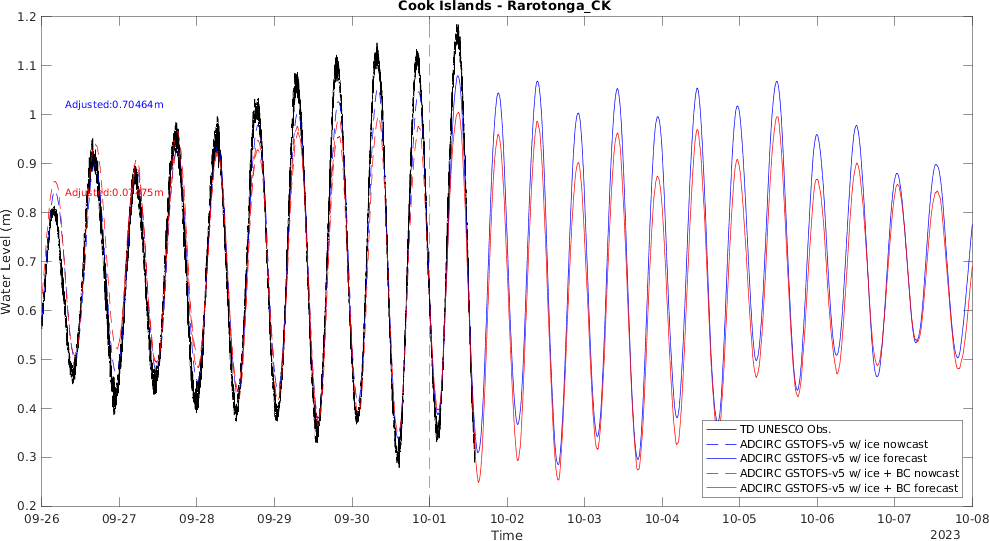 Cook Islands - Rarotonga_CK
1.2
1.1
1
0.9
0.8
0.7
0.6
0.5
0.4
0.3
0.2
Water Level (m)
Adjusted:0.70464m
TD UNESCO Obs.
ADCIRC GSTOFS-v5 w/ ice nowcast
ADCIRC GSTOFS-v5 w/ ice forecast
ADCIRC GSTOFS-v5 w/ ice + BC nowcast
ADCIRC GSTOFS-v5 w/ ice + BC forecast
09-26 09-27 09-28 09-29 09-30 10-01 10-02 10-03 10-04 10-05 10-06 10-07 10-08
Time
2023